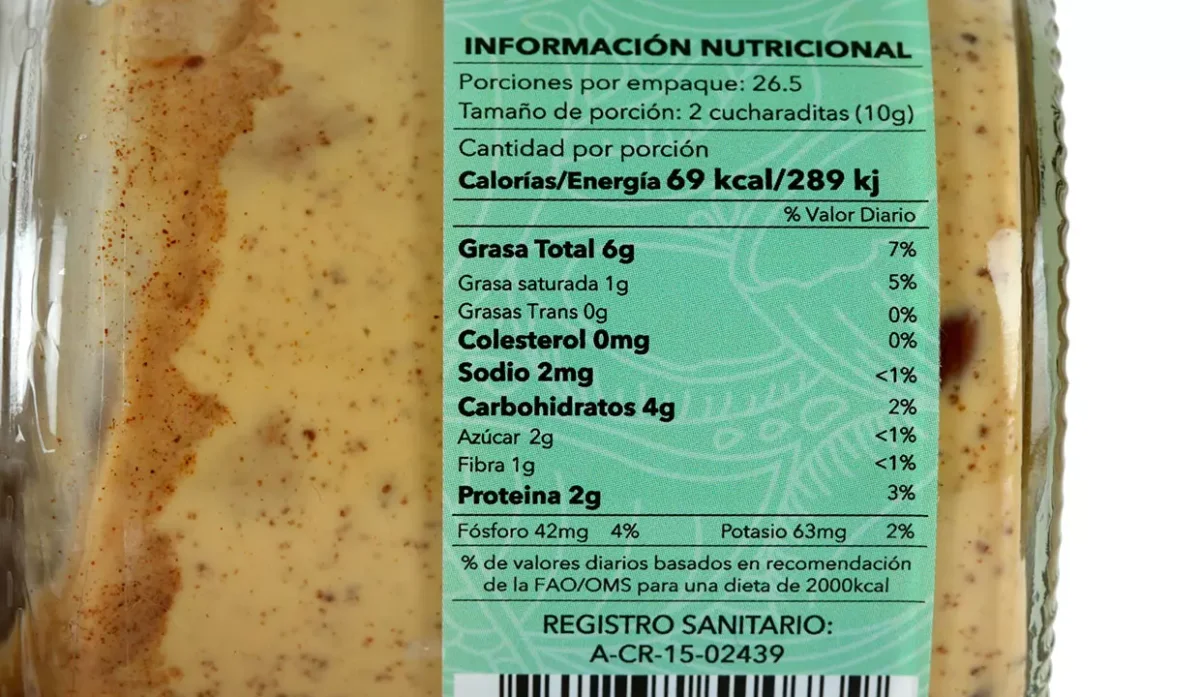 INFORMACIÓN NUTRICIONAL
Porciones por empaque: 26.5
Tamaño de porción: 2 cucharaditas (10g)
Cantidad por porción
Calorías/Energía 69 kcal/289 kj
% Valor Diario
Grasa Total 6g 7%
Grasa saturada 1g 5%
Grasas Trans 0g 0%
Colesterol 0mg 0%
Sodio 2mg <1%
Carbohidratos 4g 2%
Azúcar 2g <1%
Fibra 1g <1%
Proteina 2g 3%
Fósforo 42mg 4% Potasio 63mg 2%
% de valores diarios basados en recomendación
de la FAO/OMS para una dieta de 2000kcal
REGISTRO SANITARIO:
A-CR-15-02439